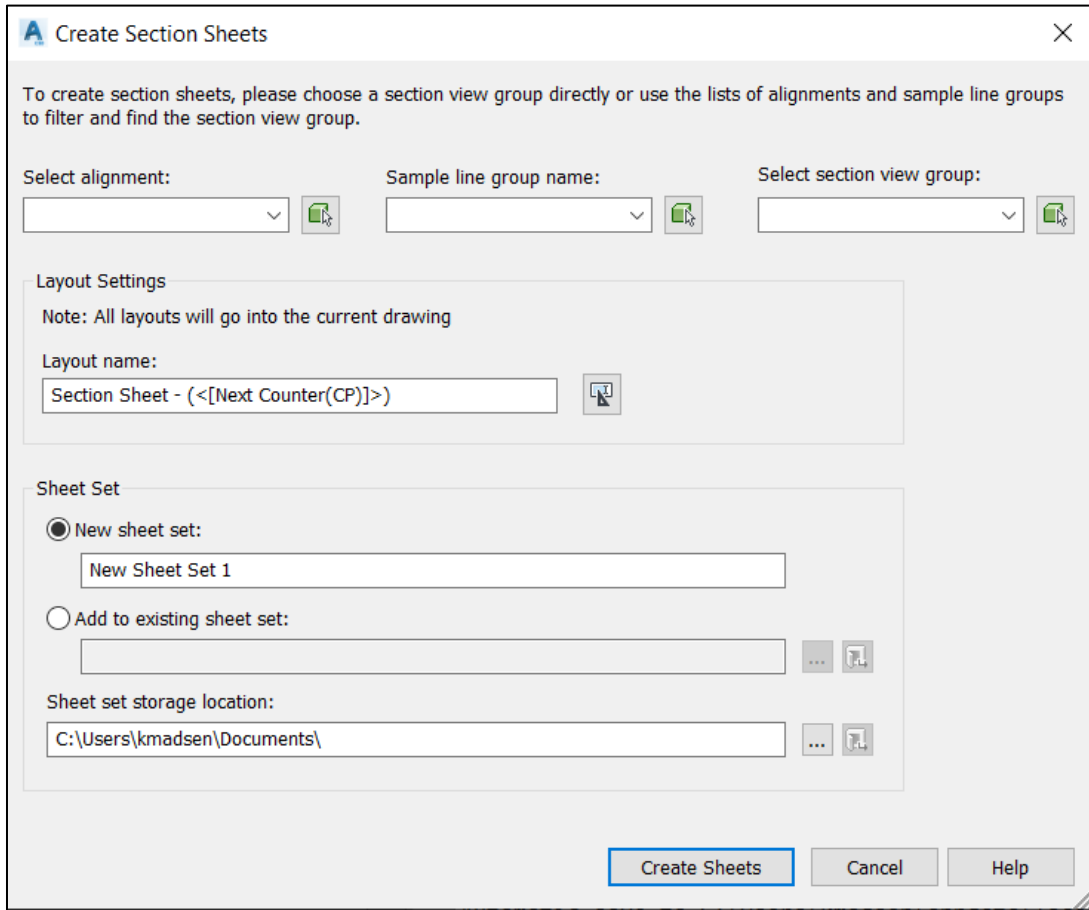 Create Section Sheets
To create section sheets, please choose a section view group directly or use the lists of alignments and sample line groups
to filter and find the section view group.
Select alignment:
Sample line group name:
Select section view group:
Layout Settings
Note: All layouts will go into the current drawing
Layout name:
Section Sheet - (<[Next Counter(CP)]>)
Sheet Set
New sheet set:
New Sheet Set 1
Add to existing sheet set:
...
Sheet set storage location:
C:\Users\kmadsen\Documents\
...
Create Sheets
Cancel
Help